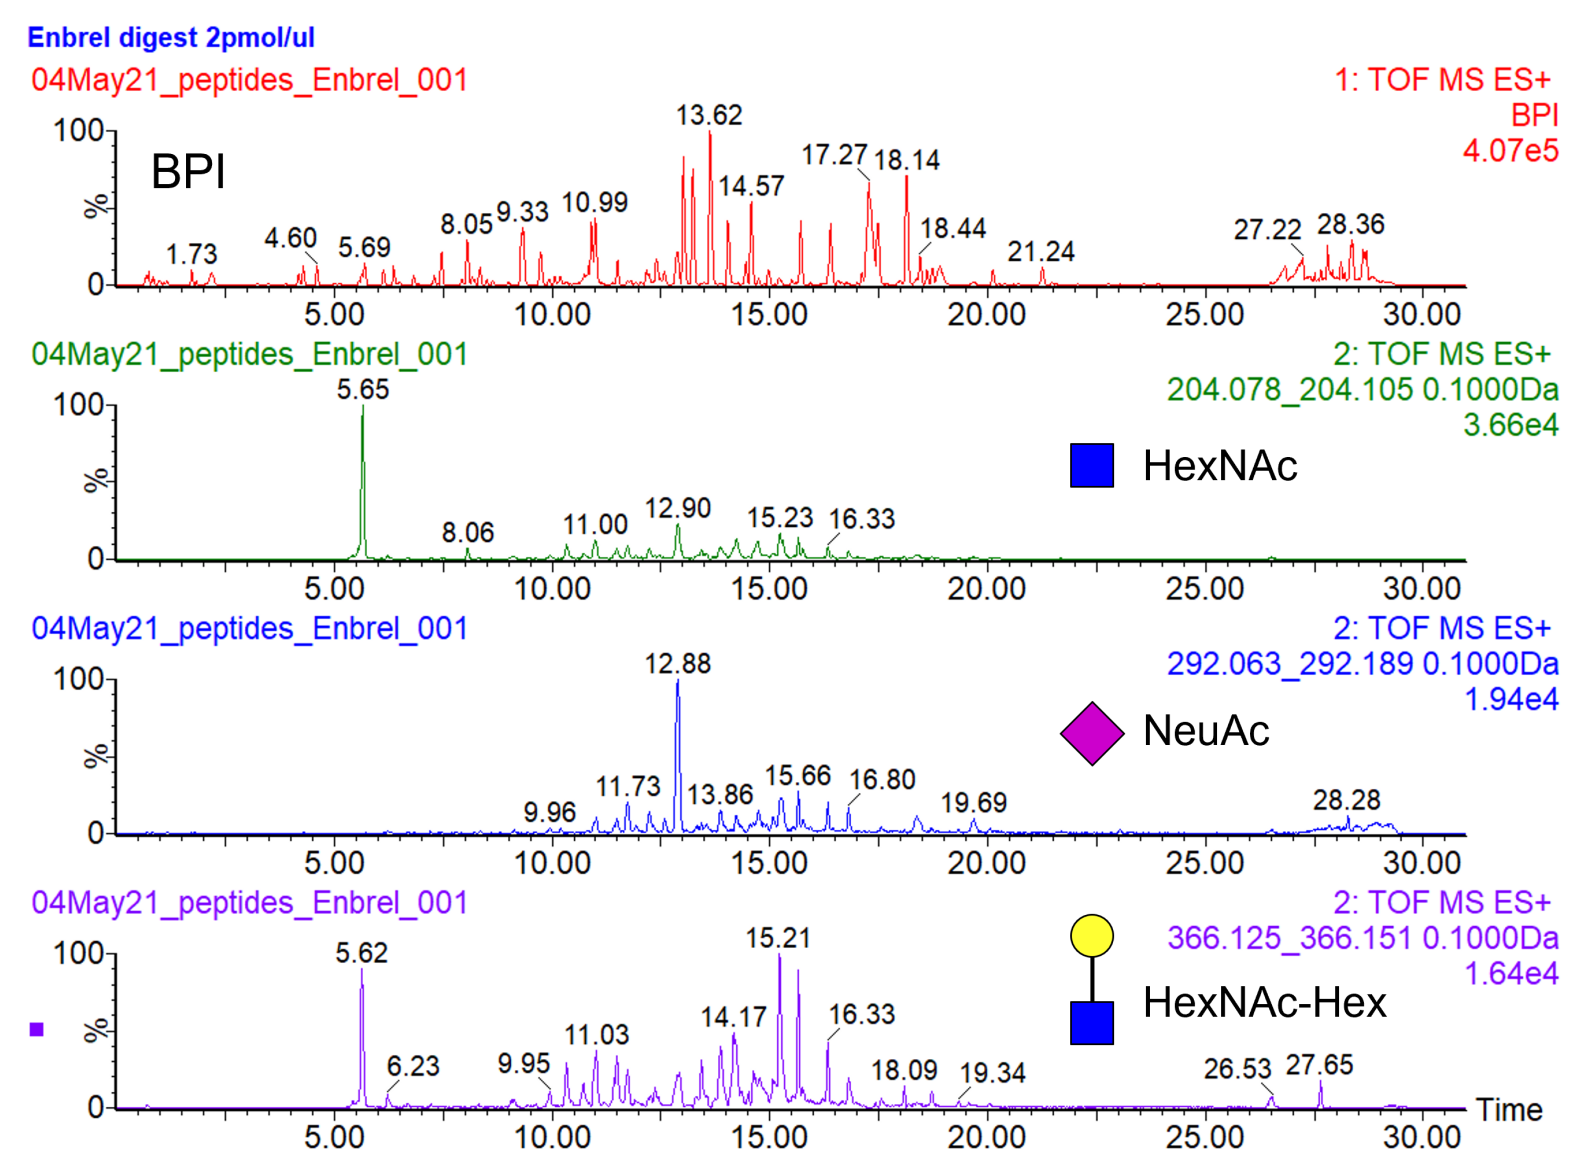 Enbrel digest 2pmol/ul
04May21_peptides_Enbrel_001
1: TOF MS ES+
BPI
4.07e5
BPI
100
%
0
1.73
4.60
5.69
8.05
9.33
10.99
13.62
14.57
17.27
18.14
18.44
21.24
27.22
28.36
5.00 10.00 15.00 20.00 25.00 30.00
04May21_peptides_Enbrel_001
2: TOF MS ES+
204.078_204.105 0.1000Da
3.66e4
HexNAc
100
%
0
5.65
8.06
11.00
12.90
15.23
16.33
5.00 10.00 15.00 20.00 25.00 30.00
04May21_peptides_Enbrel_001
2: TOF MS ES+
292.063_292.189 0.1000Da
1.94e4
NeuAc
100
%
0
9.96
11.73
12.88
13.86
15.66
16.80
19.69
28.28
5.00 10.00 15.00 20.00 25.00 30.00
04May21_peptides_Enbrel_001
2: TOF MS ES+
366.125_366.151 0.1000Da
1.64e4
HexNAc-Hex
100
%
0
5.62
6.23
9.95
11.03
14.17
15.21
16.33
18.09
19.34
26.53
27.65
Time
5.00 10.00 15.00 20.00 25.00 30.00